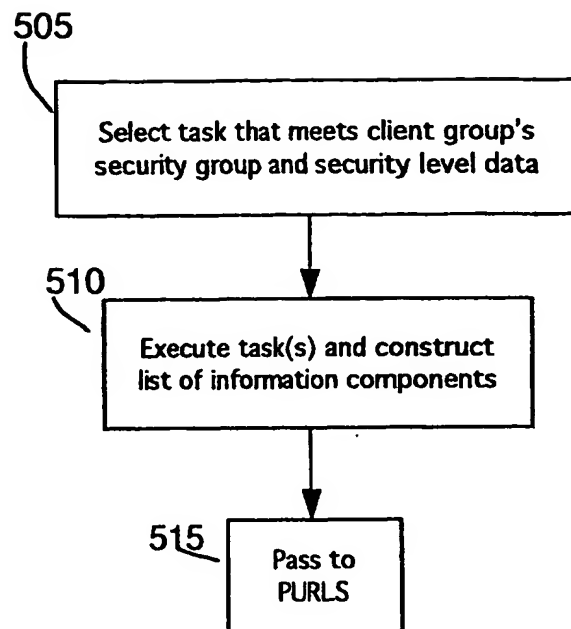 505
Select task that meets client group's
security group and security level data
510
Execute task(s) and construct
list of information components
515
Pass to
PURLS